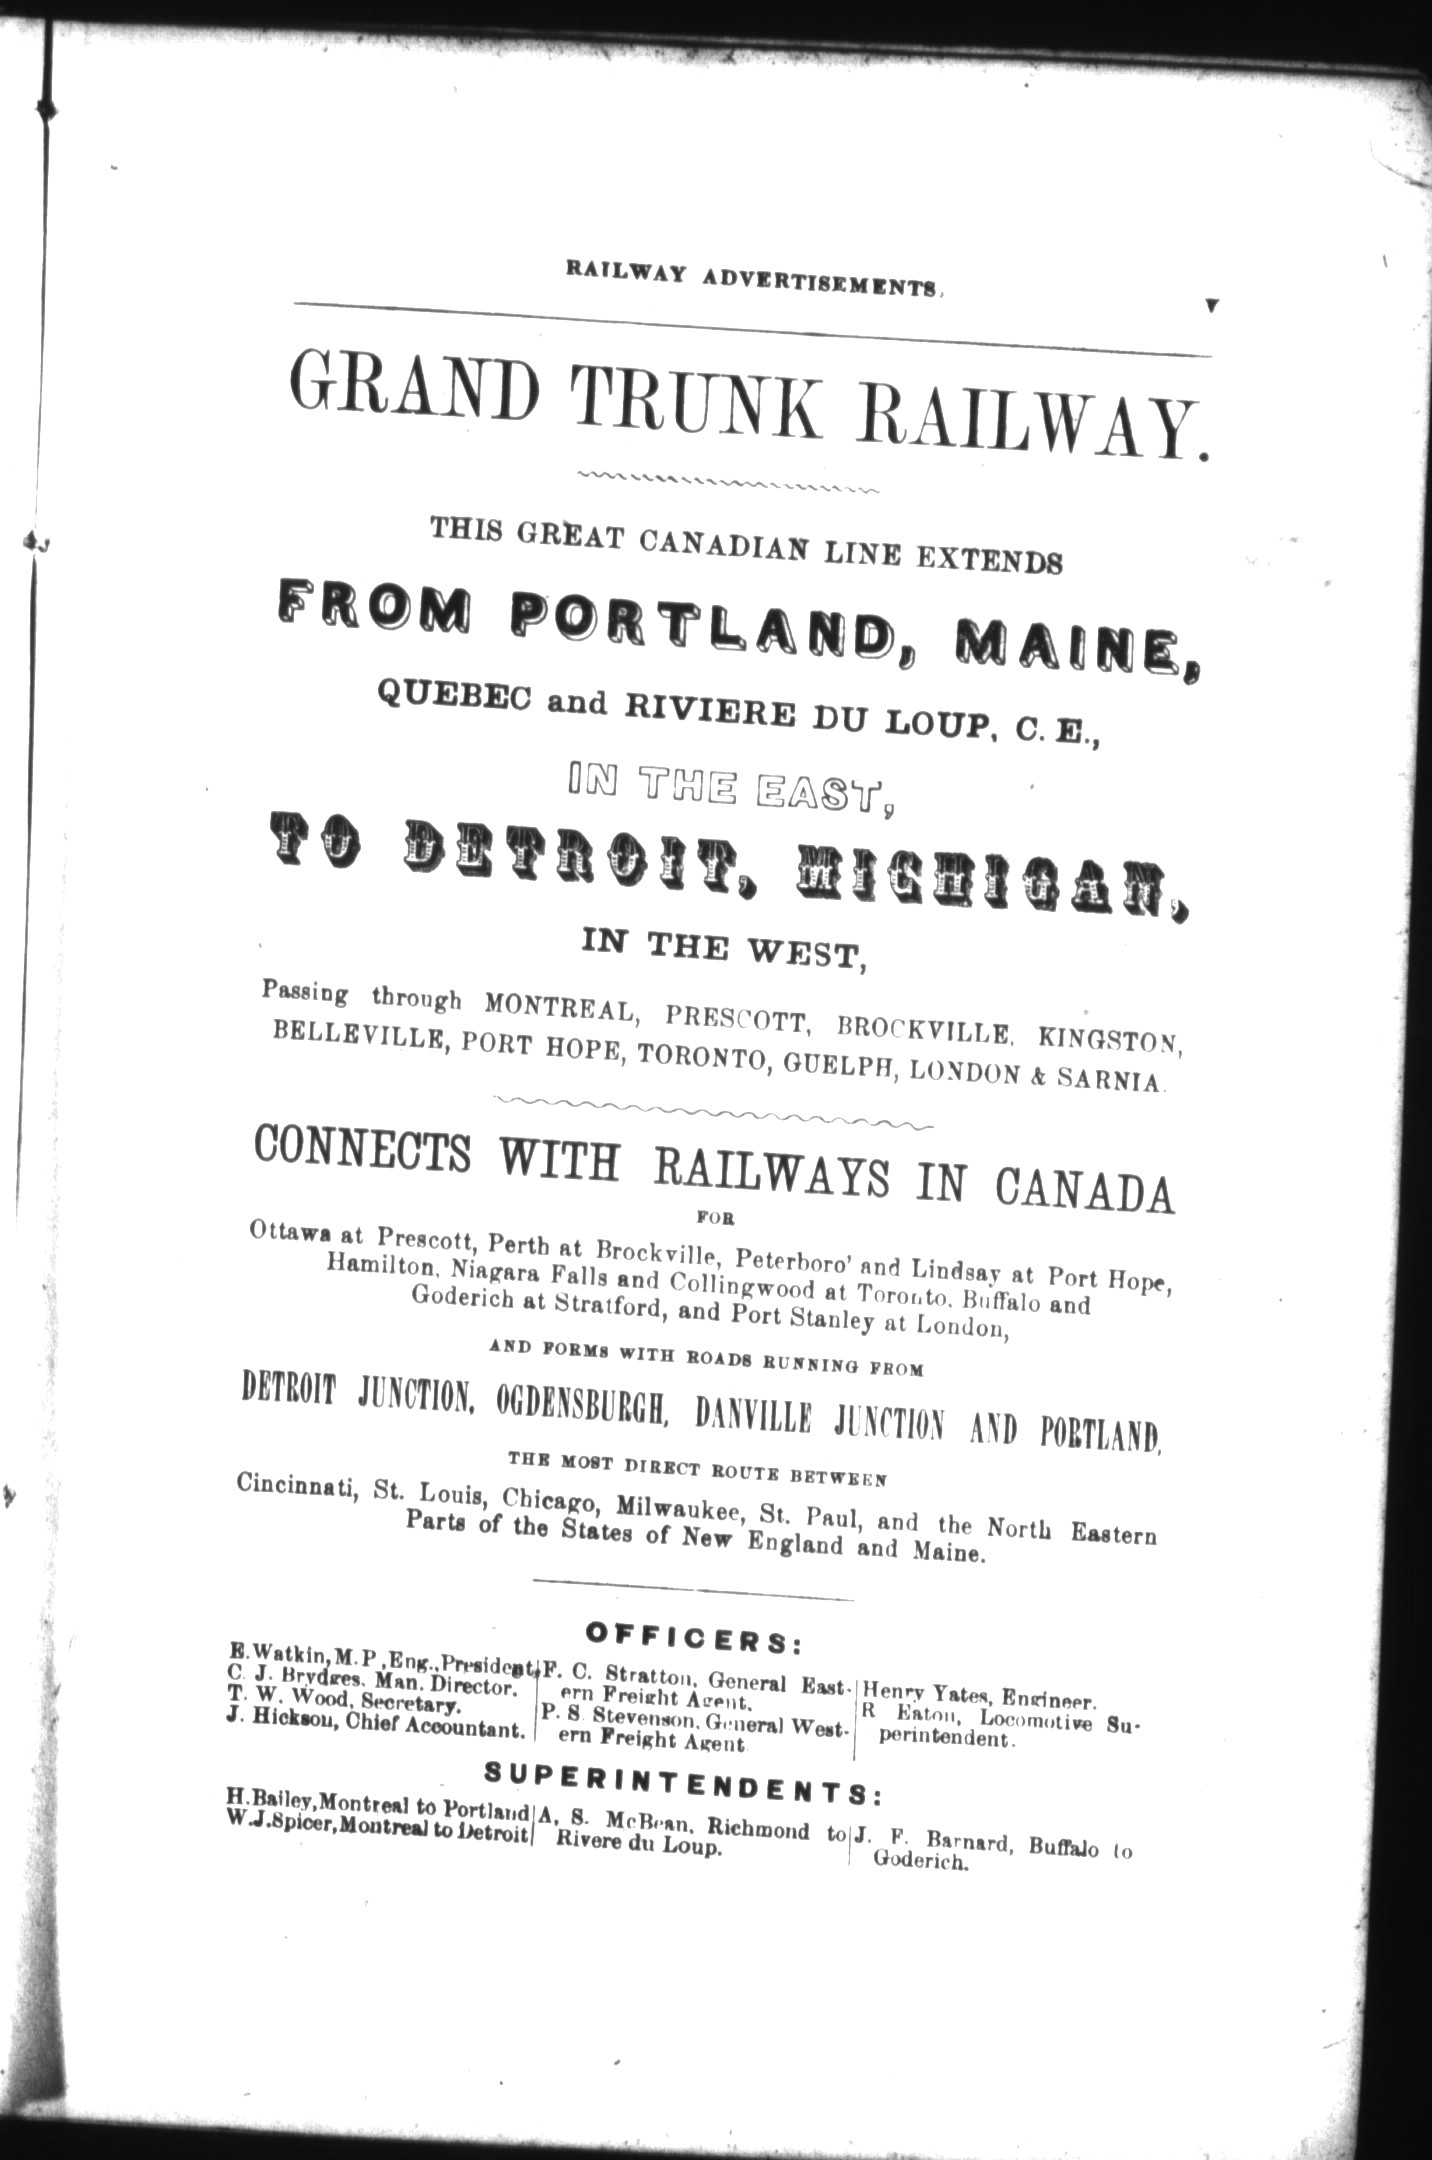 RAILWAY ADVERTISEMENTS,
V
GRAND TRUNK RAILWAY.
THIS GREAT CANADIAN LINE EXTENDS
FROM PORTLAND, MAINE,
QUEBEC and RIVIERE DU LOUP, C. E.,
IN THE EAST,
TO DETROIT, MICHIGAN,
IN THE WEST,
Passing through MONTREAL, PRESCOTT, BROCKVILLE, KINGSTON,
BELLEVILLE, PORT HOPE, TORONTO, GUELPH, LONDON & SARNIA.
CONNECTS WITH RAILWAYS IN CANADA
FOR
Ottawa at Prescott, Perth at Brockville, Peterboro' and Lindsay at Port Hope,
Hamilton, Niagara Falls and Collingwood at Toronto, Buffalo and
Goderich at Stratford, and Port Stanley at London,
AND FORMS WITH ROADS RUNNING FROM
DETROIT JUNCTION, OGDENSBURGH, DANVILLE JUNCTION AND PORTLAND,
THE MOST DIRECT ROUTE BETWEEN
Cincinnati, St. Louis, Chicago, Milwaukee, St. Paul, and the North Eastern
Parts of the States of New England and Maine.
OFFICERS:
E. Watkin, M. P, Eng., President,
C. J. Brydges, Man. Director.
T. W. Wood, Secretary.
J. Hickson, Chief Accountant.
F. C. Stratton, General East-
ern Freight Agent.
P. S. Stevenson, General West-
ern Freight Agent
Henry Yates, Engineer.
R Eaton, Locomotive Su-
perintendent.
SUPERINTENDENTS:
H. Bailey, Montreal to Portland
W. J. Spicer, Montreal to Detroit
A. S. McBean, Richmond to
Rivere du Loup.
J. F. Barnard, Buffalo to
Goderich.